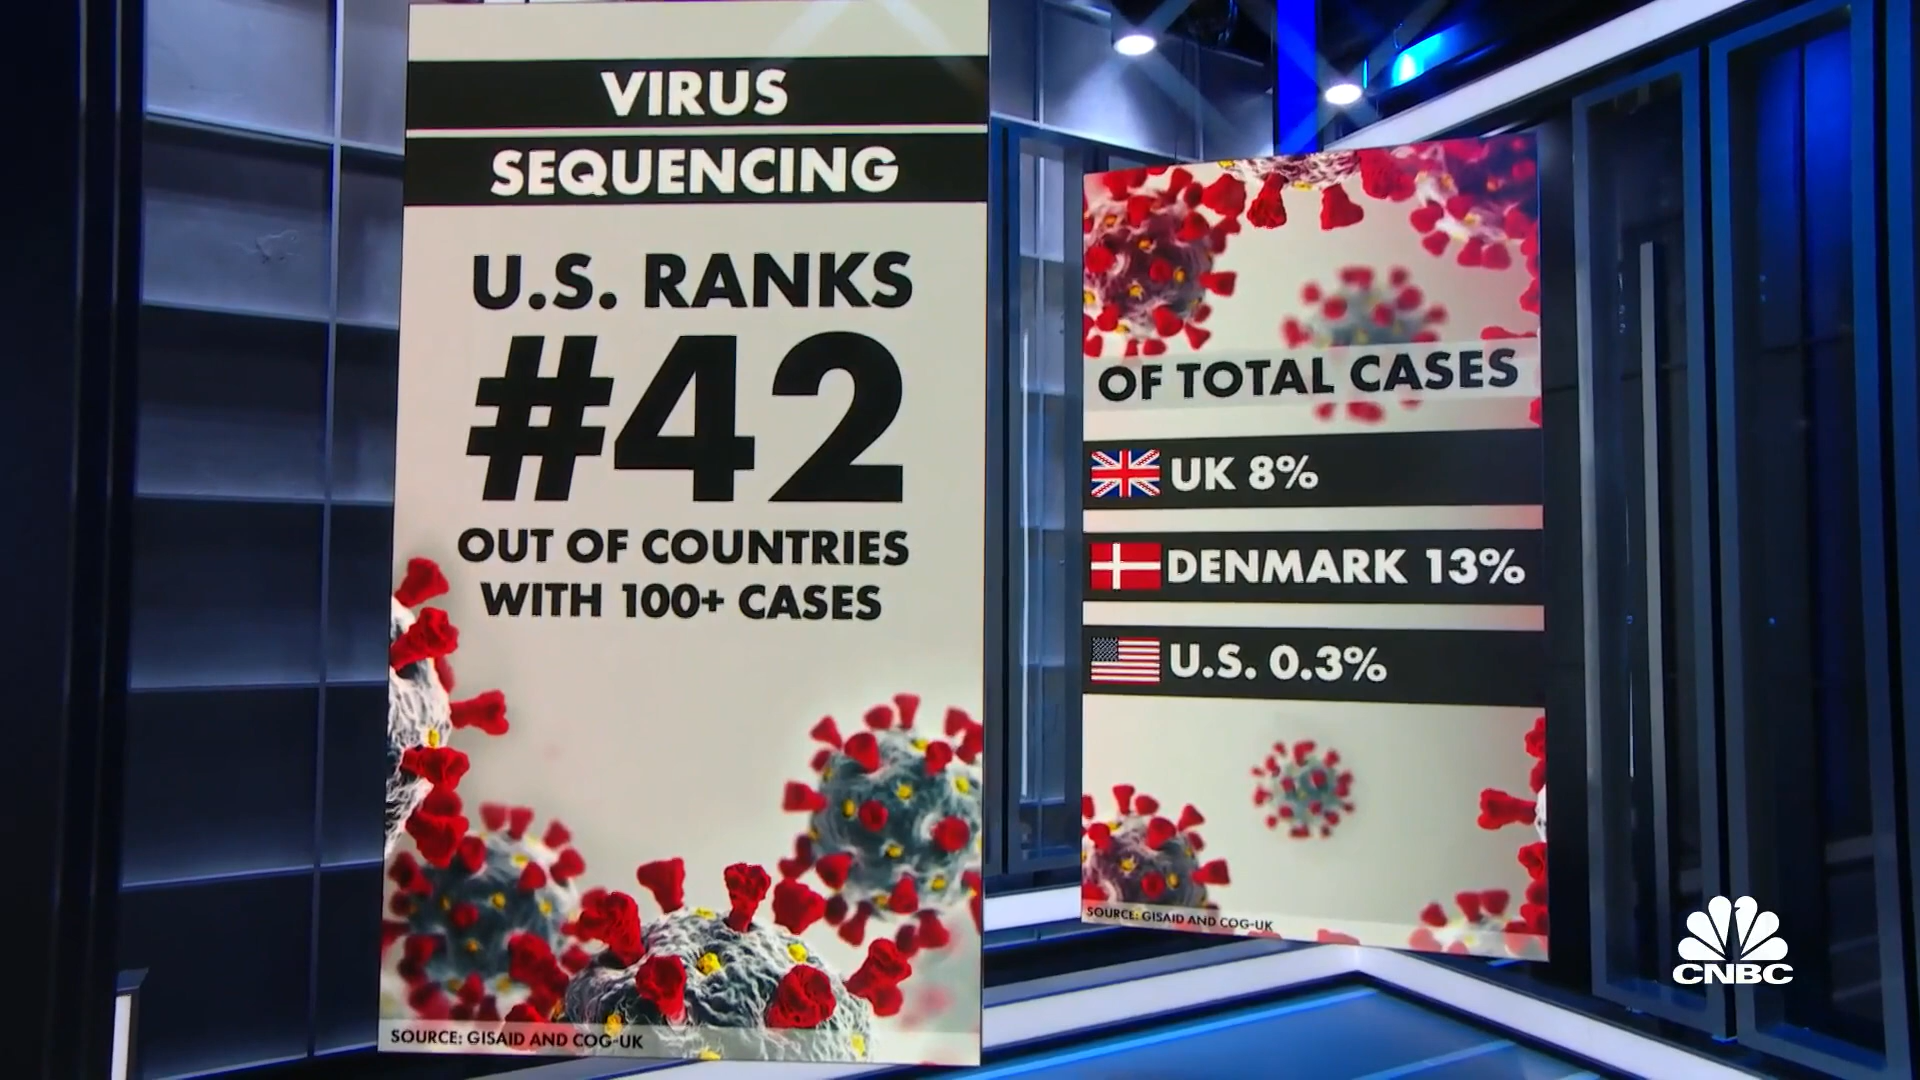 VIRUS
SEQUENCING
U.S. RANKS
#42
OUT OF COUNTRIES
WITH 100+ CASES
SOURCE: GISAID AND COG-UK
OF TOTAL CASES
UK 8%
DENMARK 13%
U.S. 0.3%
SOURCE: GISAID AND COG-UK
CNBC